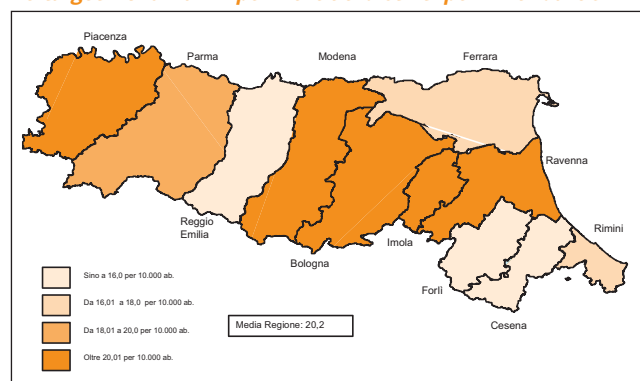 Piacenza
Parma
Modena
Ferrara
Ravenna
Reggio
Emilia
Bologna
Imola
Rimini
Forlì
Cesena
Sino a 16,0 per 10.000 ab.
Da 16,01 a 18,0 per 10.000 ab.
Da 18,01 a 20,0 per 10.000 ab.
Oltre 20,01 per 10.000 ab.
Media Regione: 20,2